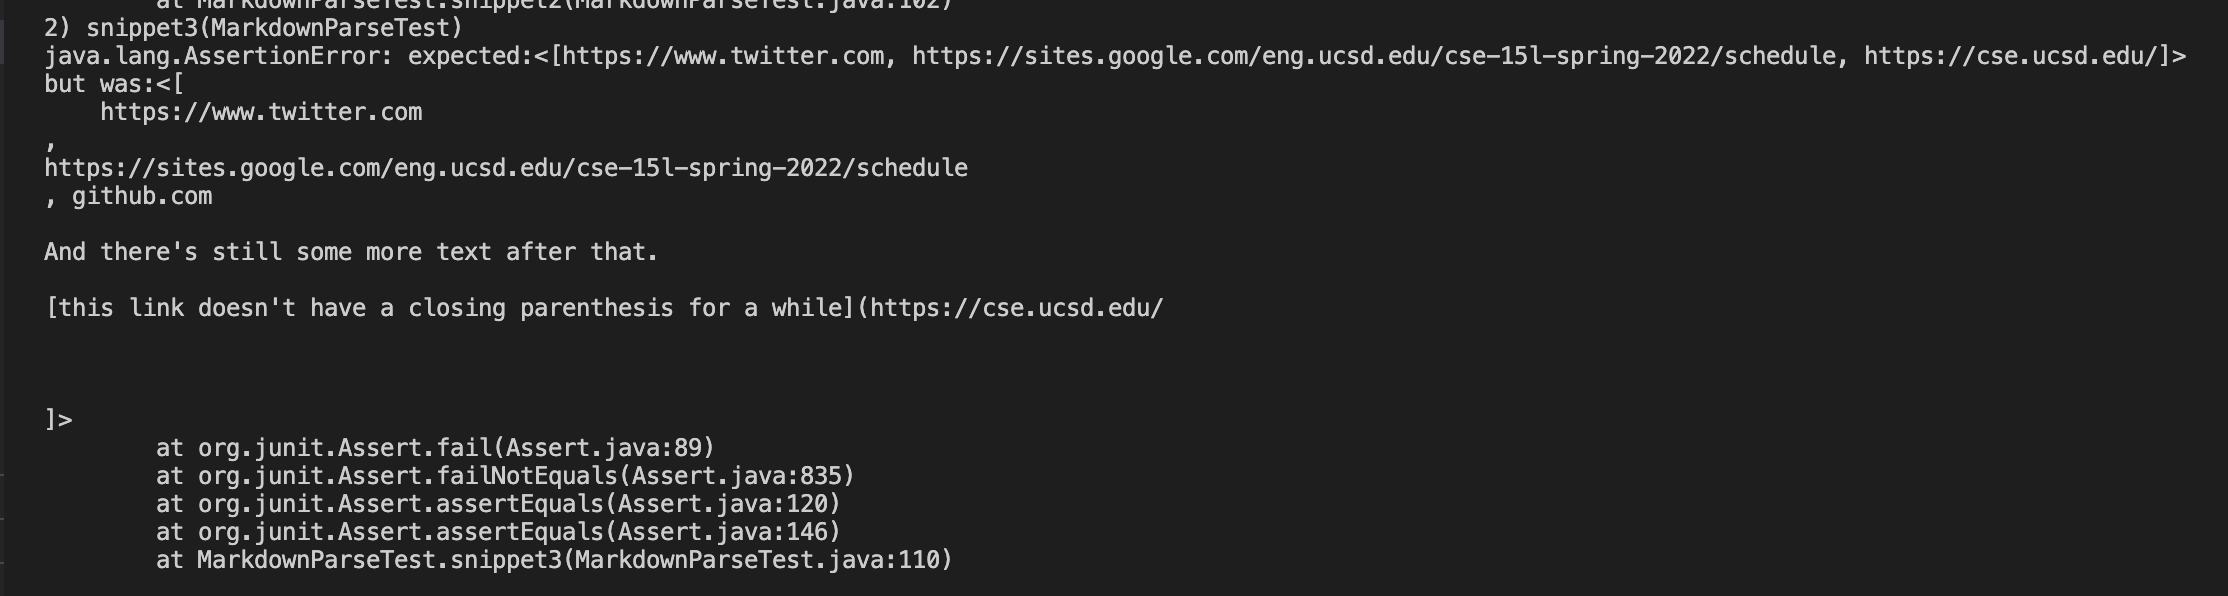 at MarkdownParseTest.snippet2(MarkdownParseTest.java:102)
2) snippet3(MarkdownParseTest)
java.lang.AssertionError: expected:<[https://www.twitter.com, https://sites.google.com/eng.ucsd.edu/cse-15l-spring-2022/schedule, https://cse.ucsd.edu/]>
but was:<[
https://www.twitter.com
,
https://sites.google.com/eng.ucsd.edu/cse-15l-spring-2022/schedule
, github.com
And there's still some more text after that.
[this link doesn't have a closing parenthesis for a while](https://cse.ucsd.edu/
]>
at org.junit.Assert.fail(Assert.java:89)
at org.junit.Assert.failNotEquals(Assert.java:835)
at org.junit.Assert.assertEquals(Assert.java:120)
at org.junit.Assert.assertEquals(Assert.java:146)
at MarkdownParseTest.snippet3(MarkdownParseTest.java:110)